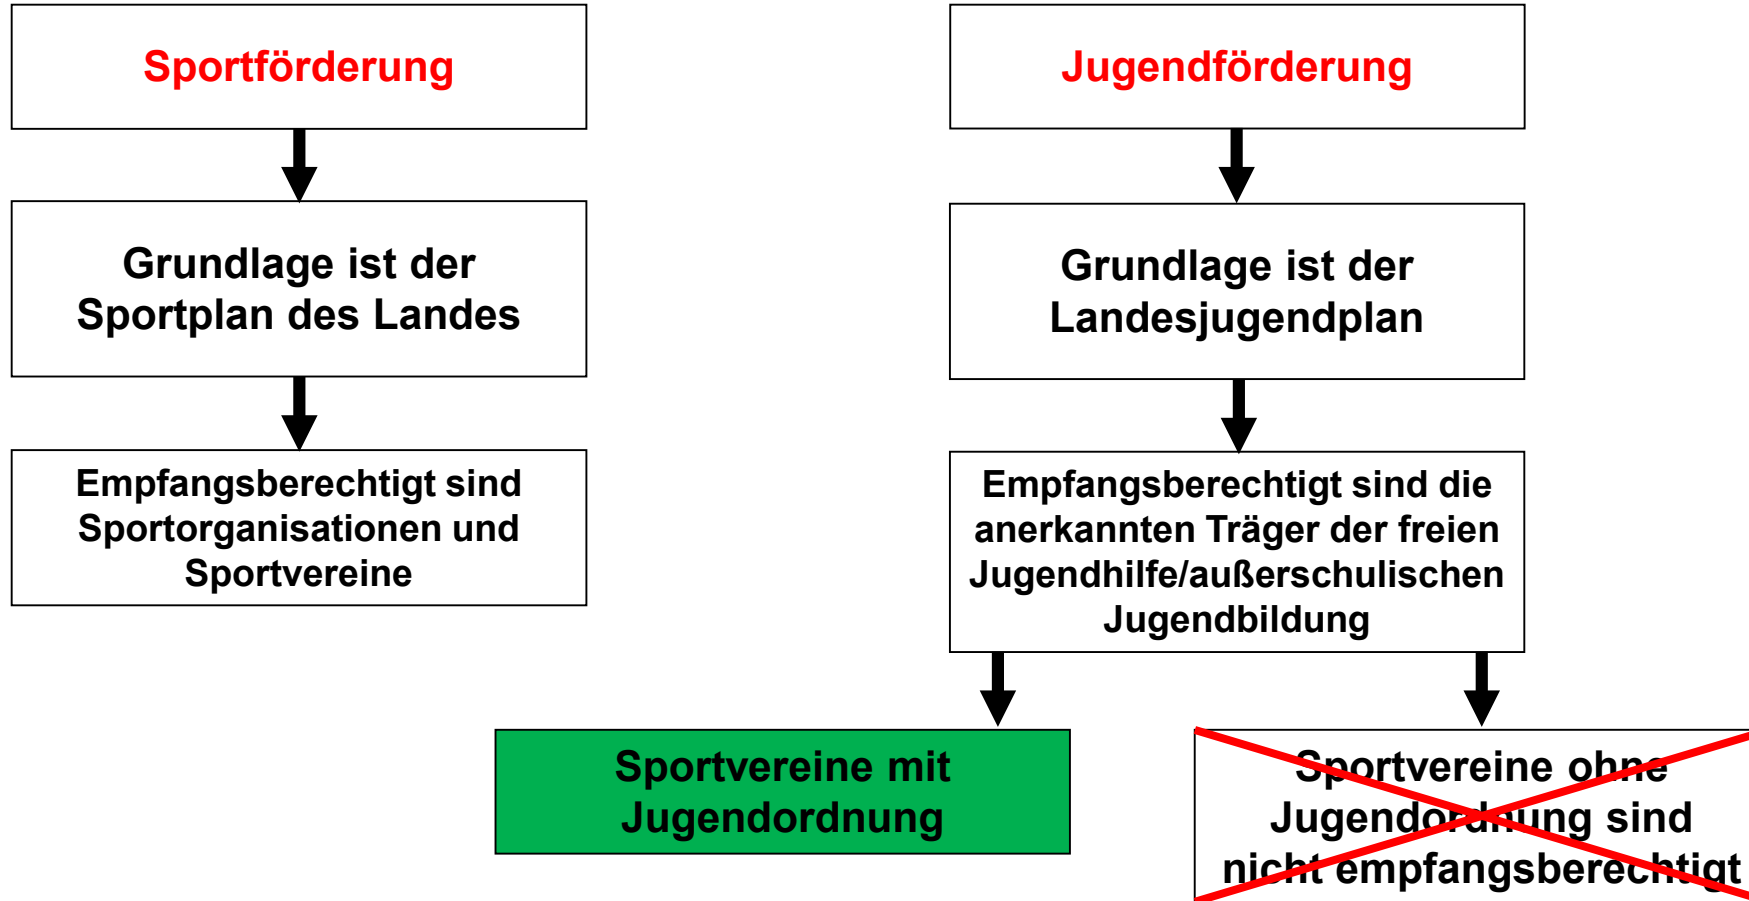 Sportförderung
Grundlage ist der
Sportplan des Landes
Empfangsberechtigt sind
Sportorganisationen und
Sportvereine
Jugendförderung
Grundlage ist der
Landesjugendplan
Empfangsberechtigt sind die
anerkannten Träger der freien
Jugendhilfe/außerschulischen
Jugendbildung
Sportvereine mit
Jugendordnung
Sportvereine ohne
Jugendordnung sind
nicht empfangsberechtigt